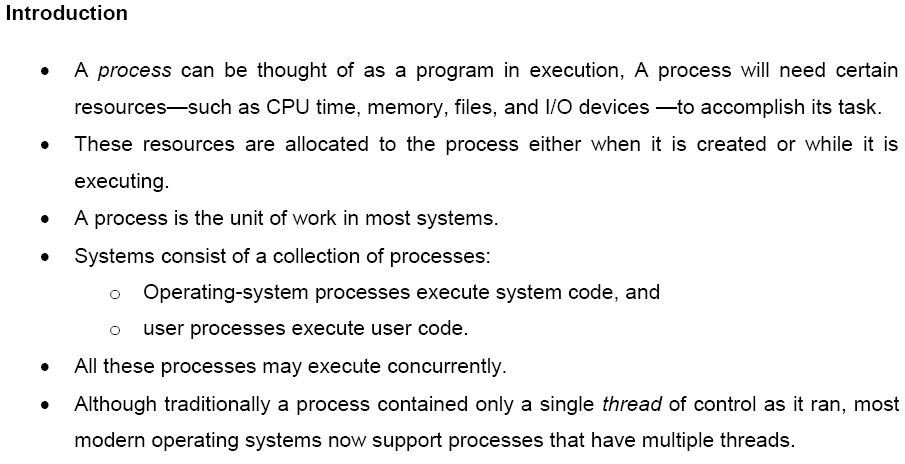 Introduction
• A process can be thought of as a program in execution, A process will need certain
resources—such as CPU time, memory, files, and I/O devices —to accomplish its task.
• These resources are allocated to the process either when it is created or while it is
executing.
• A process is the unit of work in most systems.
• Systems consist of a collection of processes:
o Operating-system processes execute system code, and
o user processes execute user code.
• All these processes may execute concurrently.
• Although traditionally a process contained only a single thread of control as it ran, most
modern operating systems now support processes that have multiple threads.